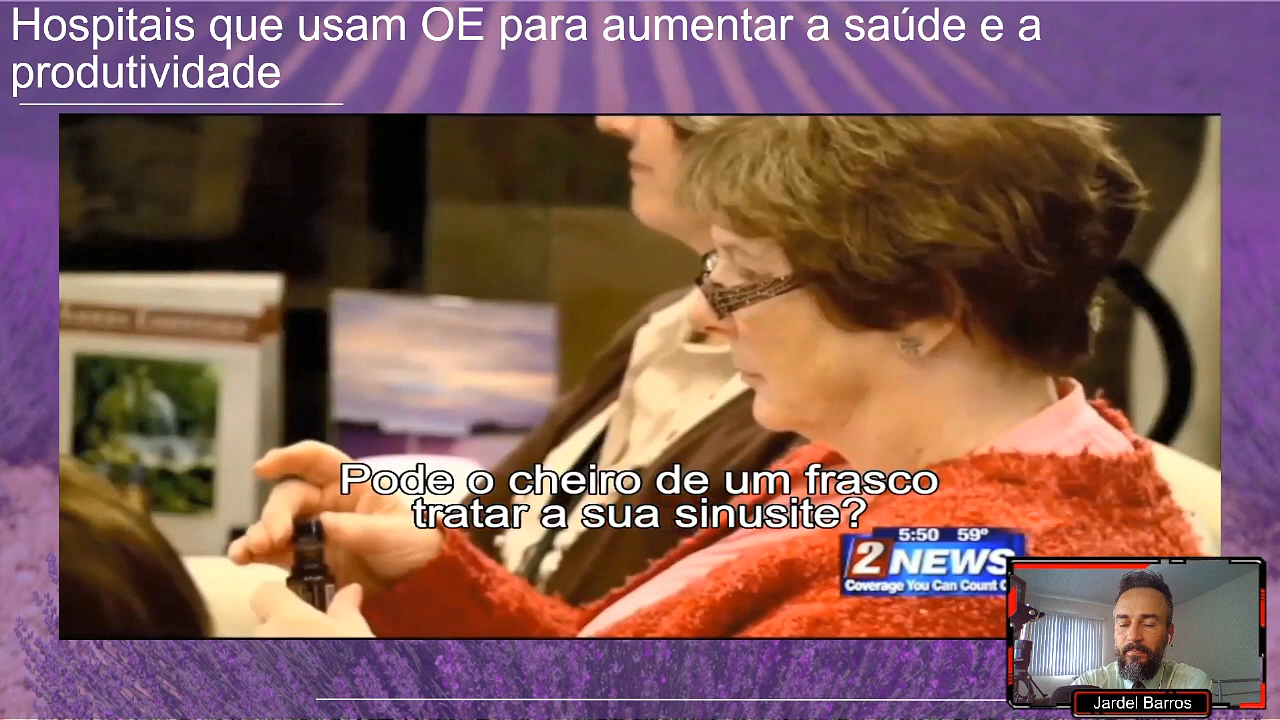 Hospitais que usam OE para aumentar a saúde e a
produtividade
Pode o cheiro de um frasco
tratar a sua sinusite?
5:50 59º
2 NEWS
Coverage You Can Count
Jardel Barros